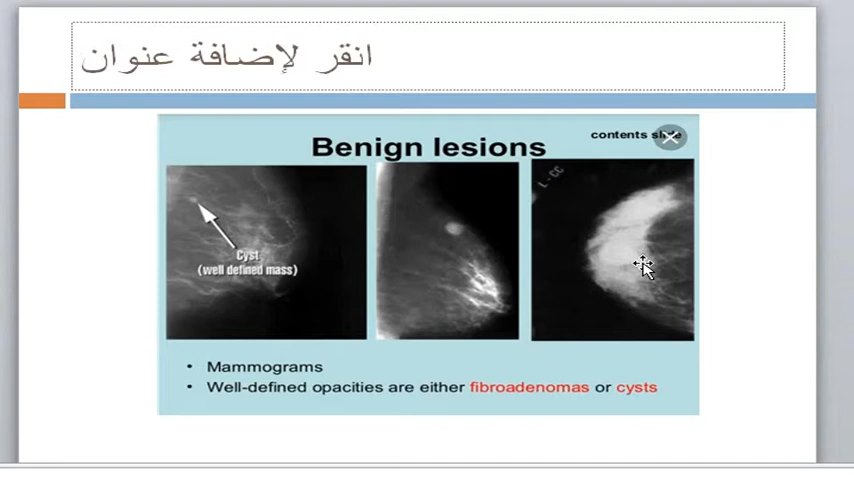 انقر لإضافة عنوان
contents slide
Benign lesions
L - CC
Cyst
(well defined mass)
• Mammograms
• Well-defined opacities are either fibroadenomas or cysts